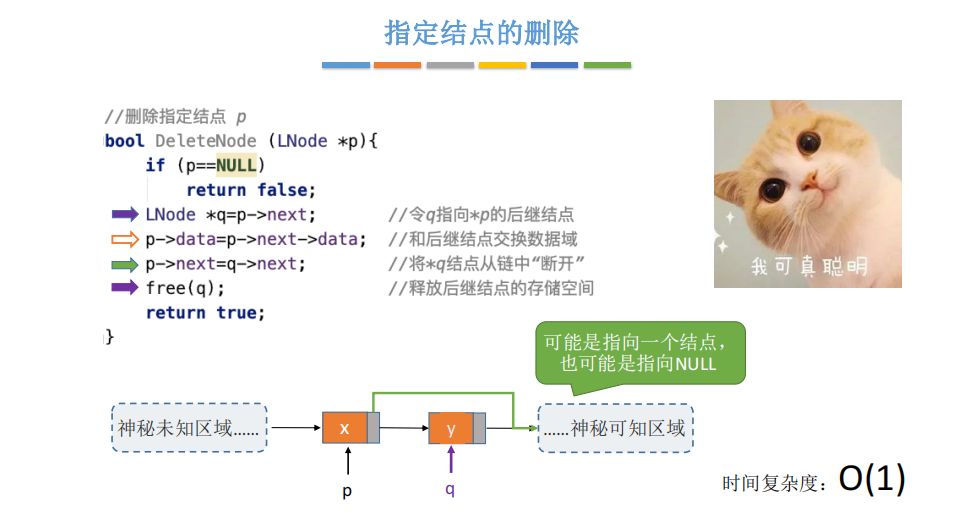 指定结点的删除
//删除指定结点 p
bool DeleteNode (LNode *p){
if (p==NULL)
return false;
LNode *q=p->next; //令q指向*p的后继结点
p->data=p->next->data; //和后继结点交换数据域
p->next=q->next; //将*q结点从链中“断开”
free(q); //释放后继结点的存储空间
return true;
}
我可真聪明
可能是指向一个结点，
也可能是指向NULL
神秘未知区域…… x y ……神秘可知区域
p q
时间复杂度：O(1)